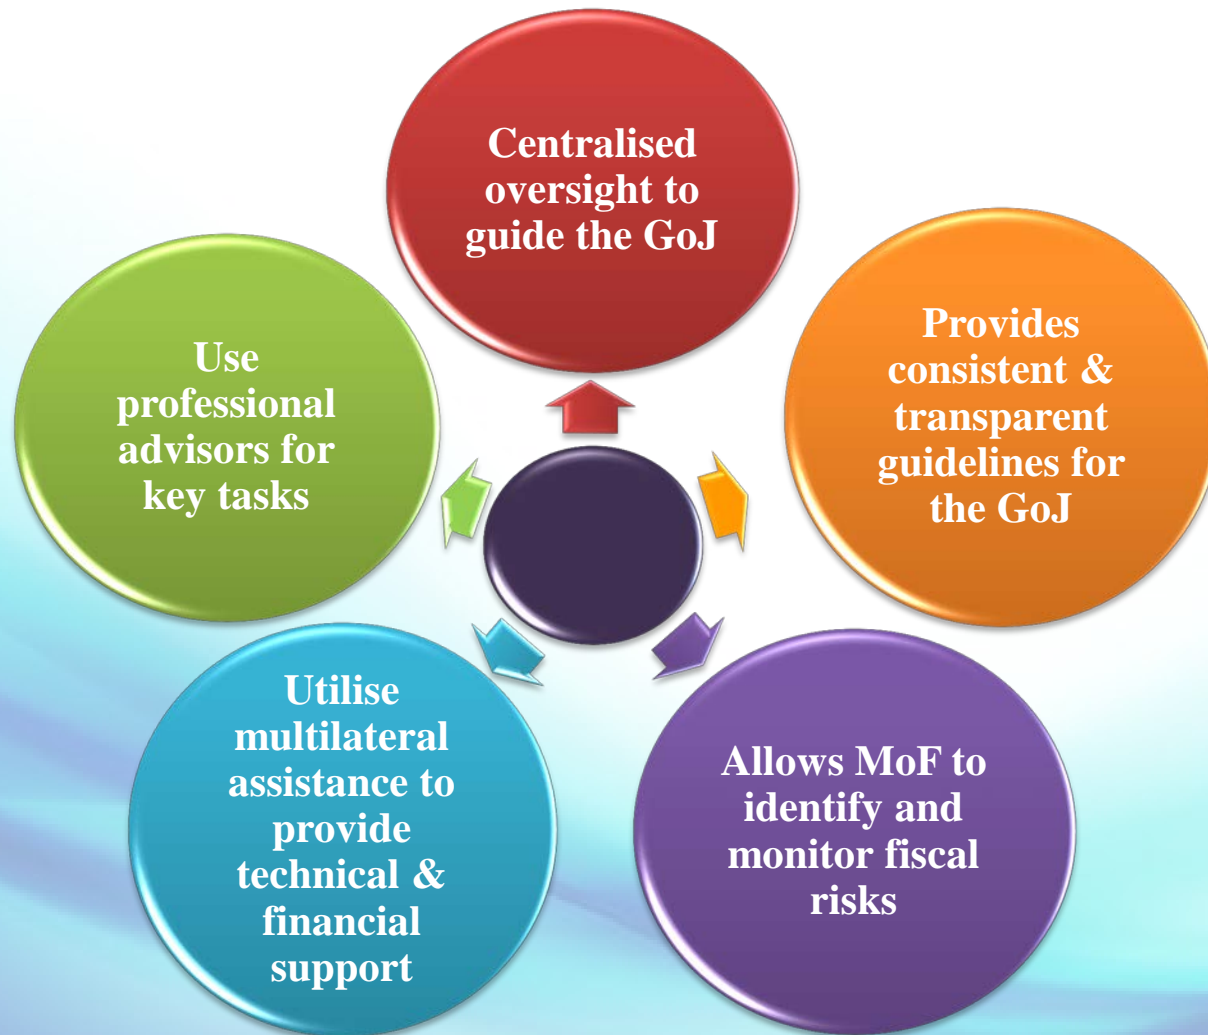 Centralised
oversight to
guide the GoJ
Provides
consistent &
transparent
guidelines for
the GoJ
Allows MoF to
identify and
monitor fiscal
risks
Utilise
multilateral
assistance to
provide
technical &
financial
support
Use
professional
advisors for
key tasks